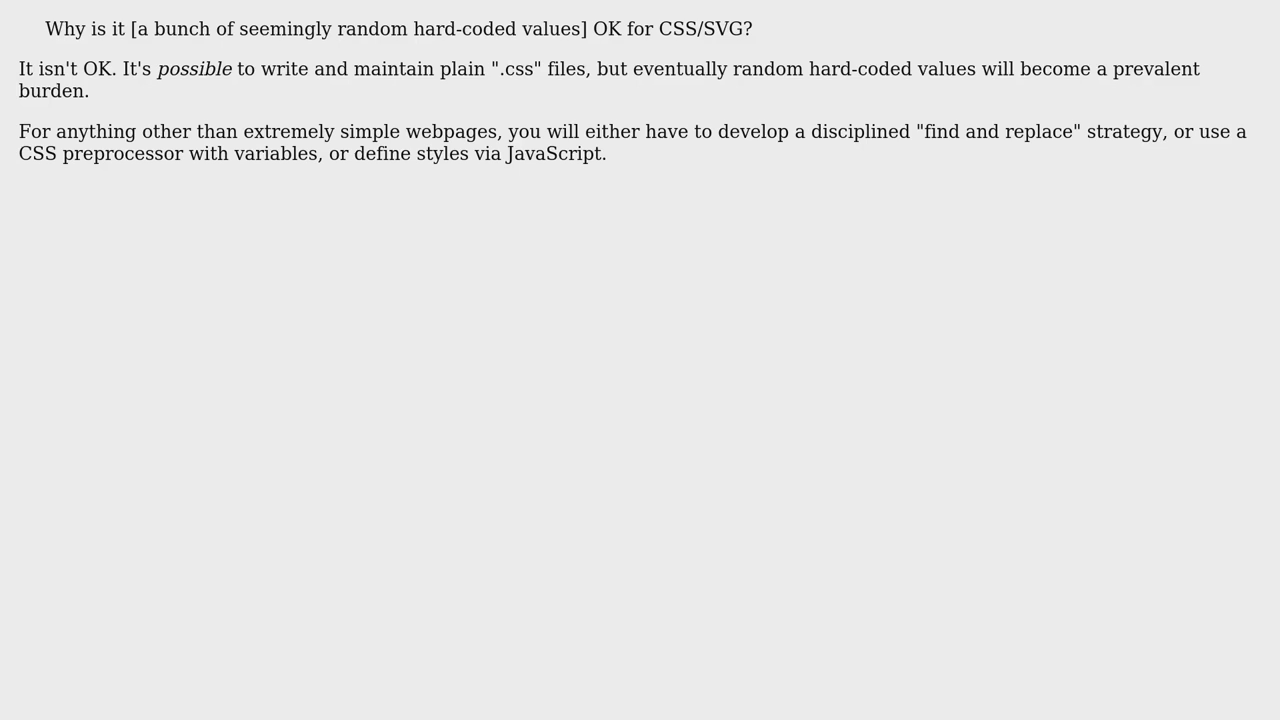 Why is it [a bunch of seemingly random hard-coded values] OK for CSS/SVG?
It isn't OK. It's possible to write and maintain plain ".css" files, but eventually random hard-coded values will become a prevalent
burden.
For anything other than extremely simple webpages, you will either have to develop a disciplined "find and replace" strategy, or use a
CSS preprocessor with variables, or define styles via JavaScript.